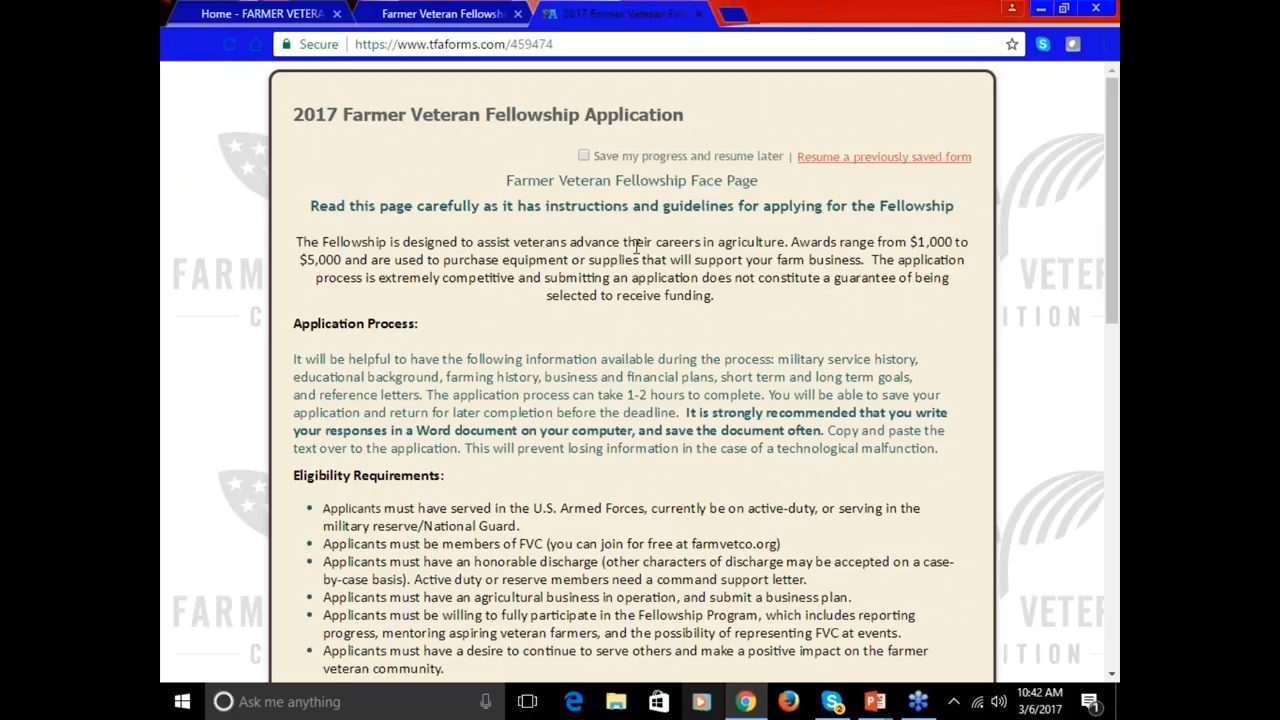 Home - FARMER VETERA
Farmer Veteran Fellowsh
2017 Farmer Veteran Fel
Secure | https://www.tfaforms.com/459474
2017 Farmer Veteran Fellowship Application
Save my progress and resume later | Resume a previously saved form
Farmer Veteran Fellowship Face Page
Read this page carefully as it has instructions and guidelines for applying for the Fellowship
The Fellowship is designed to assist veterans advance their careers in agriculture. Awards range from $1,000 to
$5,000 and are used to purchase equipment or supplies that will support your farm business. The application
process is extremely competitive and submitting an application does not constitute a guarantee of being
selected to receive funding.
Application Process:
It will be helpful to have the following information available during the process: military service history,
educational background, farming history, business and financial plans, short term and long term goals,
and reference letters. The application process can take 1-2 hours to complete. You will be able to save your
application and return for later completion before the deadline. It is strongly recommended that you write
your responses in a Word document on your computer, and save the document often. Copy and paste the
text over to the application. This will prevent losing information in the case of a technological malfunction.
Eligibility Requirements:
• Applicants must have served in the U.S. Armed Forces, currently be on active-duty, or serving in the
military reserve/National Guard.
• Applicants must be members of FVC (you can join for free at farmvetco.org)
• Applicants must have an honorable discharge (other characters of discharge may be accepted on a case-
by-case basis). Active duty or reserve members need a command support letter.
• Applicants must have an agricultural business in operation, and submit a business plan.
• Applicants must be willing to fully participate in the Fellowship Program, which includes reporting
progress, mentoring aspiring veteran farmers, and the possibility of representing FVC at events.
• Applicants must have a desire to continue to serve others and make a positive impact on the farmer
veteran community.
FARM
C
VETER
ITION
FARM
C
VETER
ITION
Ask me anything
10:42 AM
3/6/2017